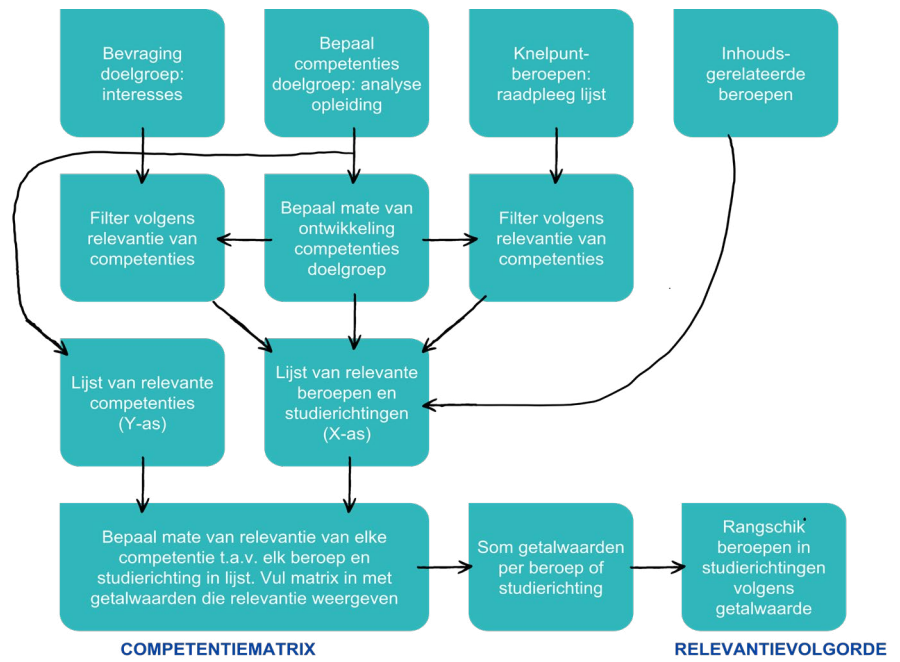 Bevraging
doelgroep:
interesses
Bepaal
competenties
doelgroep: analyse
opleiding
Knelpunt-
beroepen:
raadpleeg lijst
Inhouds-
gerelateerde
beroepen
Filter volgens
relevantie van
competenties
Bepaal mate van
ontwikkeling
competenties
doelgroep
Filter volgens
relevantie van
competenties
Lijst van relevante
competenties
(Y-as)
Lijst van relevante
beroepen en
studierichtingen
(X-as)
Bepaal mate van relevantie van elke
competentie t.a.v. elk beroep en
studierichting in lijst. Vul matrix in met
getalwaarden die relevantie weergeven
Som getalwaarden
per beroep of
studierichting
Rangschik
beroepen in
studierichtingen
volgens
getalwaarde
COMPETENTIEMATRIX
RELEVANTIEVOLGORDE